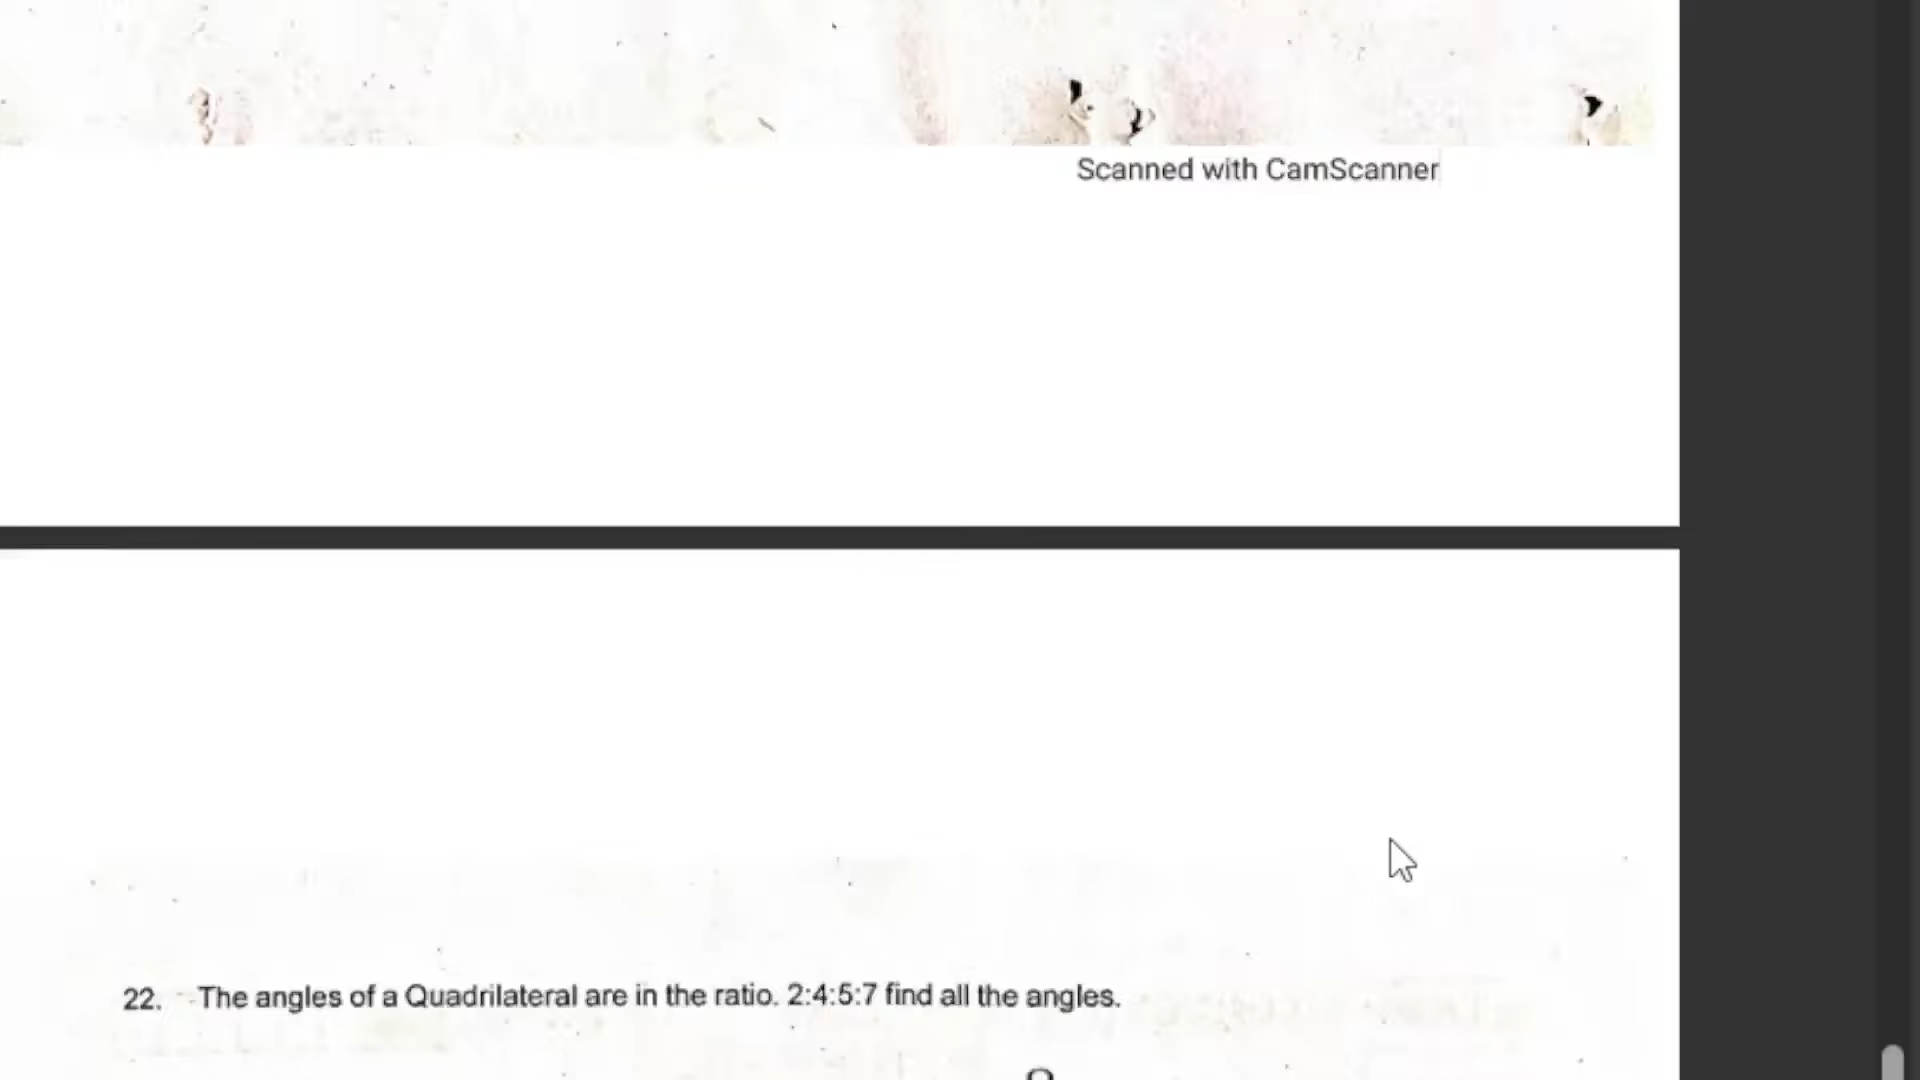 Scanned with CamScanner
22. The angles of a Quadrilateral are in the ratio. 2:4:5:7 find all the angles.